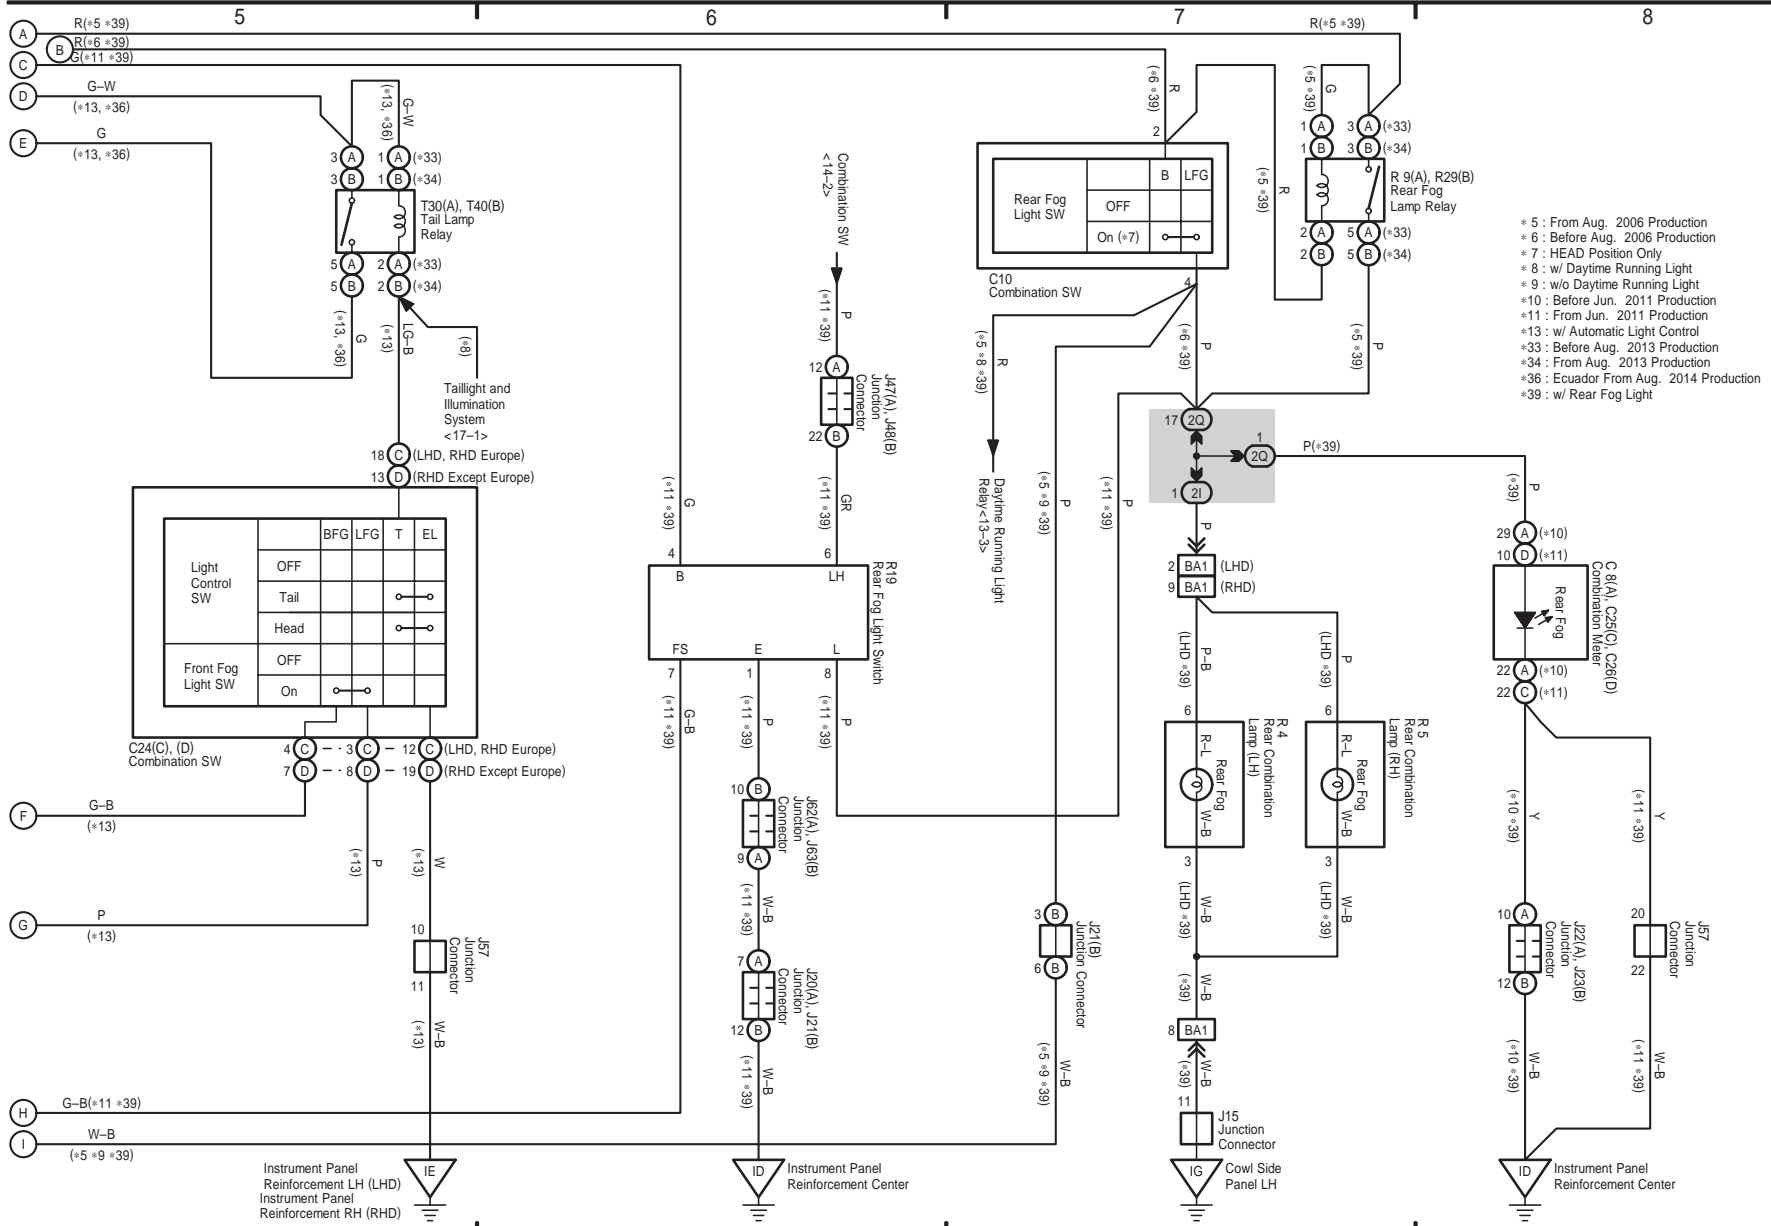 5
6
7
8
A
R(∗5 ∗39)
R(∗5 ∗39)
B
R(∗6 ∗39)
C
G(∗11 ∗39)
D
G–W
(∗13, ∗36)
E
G
(∗13, ∗36)
G–W
(∗13, ∗36)
3 A
1 A (∗33)
3 B
1 B (∗34)
T30(A), T40(B)
Tail Lamp
Relay
5 A
2 A (∗33)
5 B
2 B (∗34)
G
(∗13, ∗36)
LG–B
(∗13)
(∗8)
Taillight and
Illumination
System
<17–1>
18 C (LHD, RHD Europe)
13 D (RHD Except Europe)
BFG LFG T EL
Light
Control
SW
OFF
Tail
Head
Front Fog
Light SW
OFF
On
C24(C), (D)
Combination SW
4 C 3 C 12 C (LHD, RHD Europe)
7 D 8 D 19 D (RHD Except Europe)
F
G–B
(∗13)
P
(∗13)
W
(∗13)
G
P
(∗13)
10
J57
Junction
Connector
11
W–B
(∗13)
H
G–B(∗11 ∗39)
I
W–B
(∗5 ∗9 ∗39)
Instrument Panel
Reinforcement LH (LHD)
Instrument Panel
Reinforcement RH (RHD)
IE
Combination SW
<14–2>
P
(∗11 ∗39)
12 A
J47(A), J48(B)
Junction
Connector
22 B
G
(∗11 ∗39)
GR
(∗11 ∗39)
4
6
B
LH
R19
Rear Fog Light Switch
FS
E
L
7
1
8
G–B
(∗11 ∗39)
P
(∗11 ∗39)
P
(∗11 ∗39)
10 B
J62(A), J63(B)
Junction
Connector
9 A
W–B
(∗11 ∗39)
7 A
J20(A), J21(B)
Junction
Connector
12 B
W–B
(∗11 ∗39)
ID
Instrument Panel
Reinforcement Center
R
(∗6 ∗39)
2
B LFG
Rear Fog
Light SW
OFF
On (∗7)
C10
Combination SW
4
R
(∗5 ∗39)
G
(∗5 ∗39)
1 A
3 A (∗33)
1 B
3 B (∗34)
R 9(A), R29(B)
Rear Fog
Lamp Relay
2 A
5 A (∗33)
2 B
5 B (∗34)
R
(∗5 ∗8 ∗39)
Daytime Running Light
Relay<13–3>
P
(∗6 ∗39)
P
(∗5 ∗39)
P
(∗5 ∗9 ∗39)
P
(∗11 ∗39)
17 2Q
1
2Q
P(∗39)
1 2I
P
2 BA1 (LHD)
9 BA1 (RHD)
P–B
(LHD ∗39)
P
(LHD ∗39)
6
6
R–L
Rear Fog
W–B
R 4
Rear Combination
Lamp (LH)
R–L
Rear Fog
W–B
R 5
Rear Combination
Lamp (RH)
3
3
W–B
(LHD ∗39)
W–B
(LHD ∗39)
3 B
J21(B)
Junction Connector
6 B
W–B
(∗5 ∗9 ∗39)
W–B
(∗39)
8 BA1
W–B
(∗39)
11
J15
Junction
Connector
IG
Cowl Side
Panel LH
∗ 5 : From Aug. 2006 Production
∗ 6 : Before Aug. 2006 Production
∗ 7 : HEAD Position Only
∗ 8 : w/ Daytime Running Light
∗ 9 : w/o Daytime Running Light
∗10 : Before Jun. 2011 Production
∗11 : From Jun. 2011 Production
∗13 : w/ Automatic Light Control
∗33 : Before Aug. 2013 Production
∗34 : From Aug. 2013 Production
∗36 : Ecuador From Aug. 2014 Production
∗39 : w/ Rear Fog Light
P
(∗39)
29 A (∗10)
10 D (∗11)
Rear Fog
C 8(A), C25(C), C26(D)
Combination Meter
22 A (∗10)
22 C (∗11)
Y
(∗10 ∗39)
Y
(∗11 ∗39)
10 A
J22(A), J23(B)
Junction
Connector
12 B
20
J57
Junction
Connector
22
W–B
(∗10 ∗39)
W–B
(∗11 ∗39)
ID
Instrument Panel
Reinforcement Center